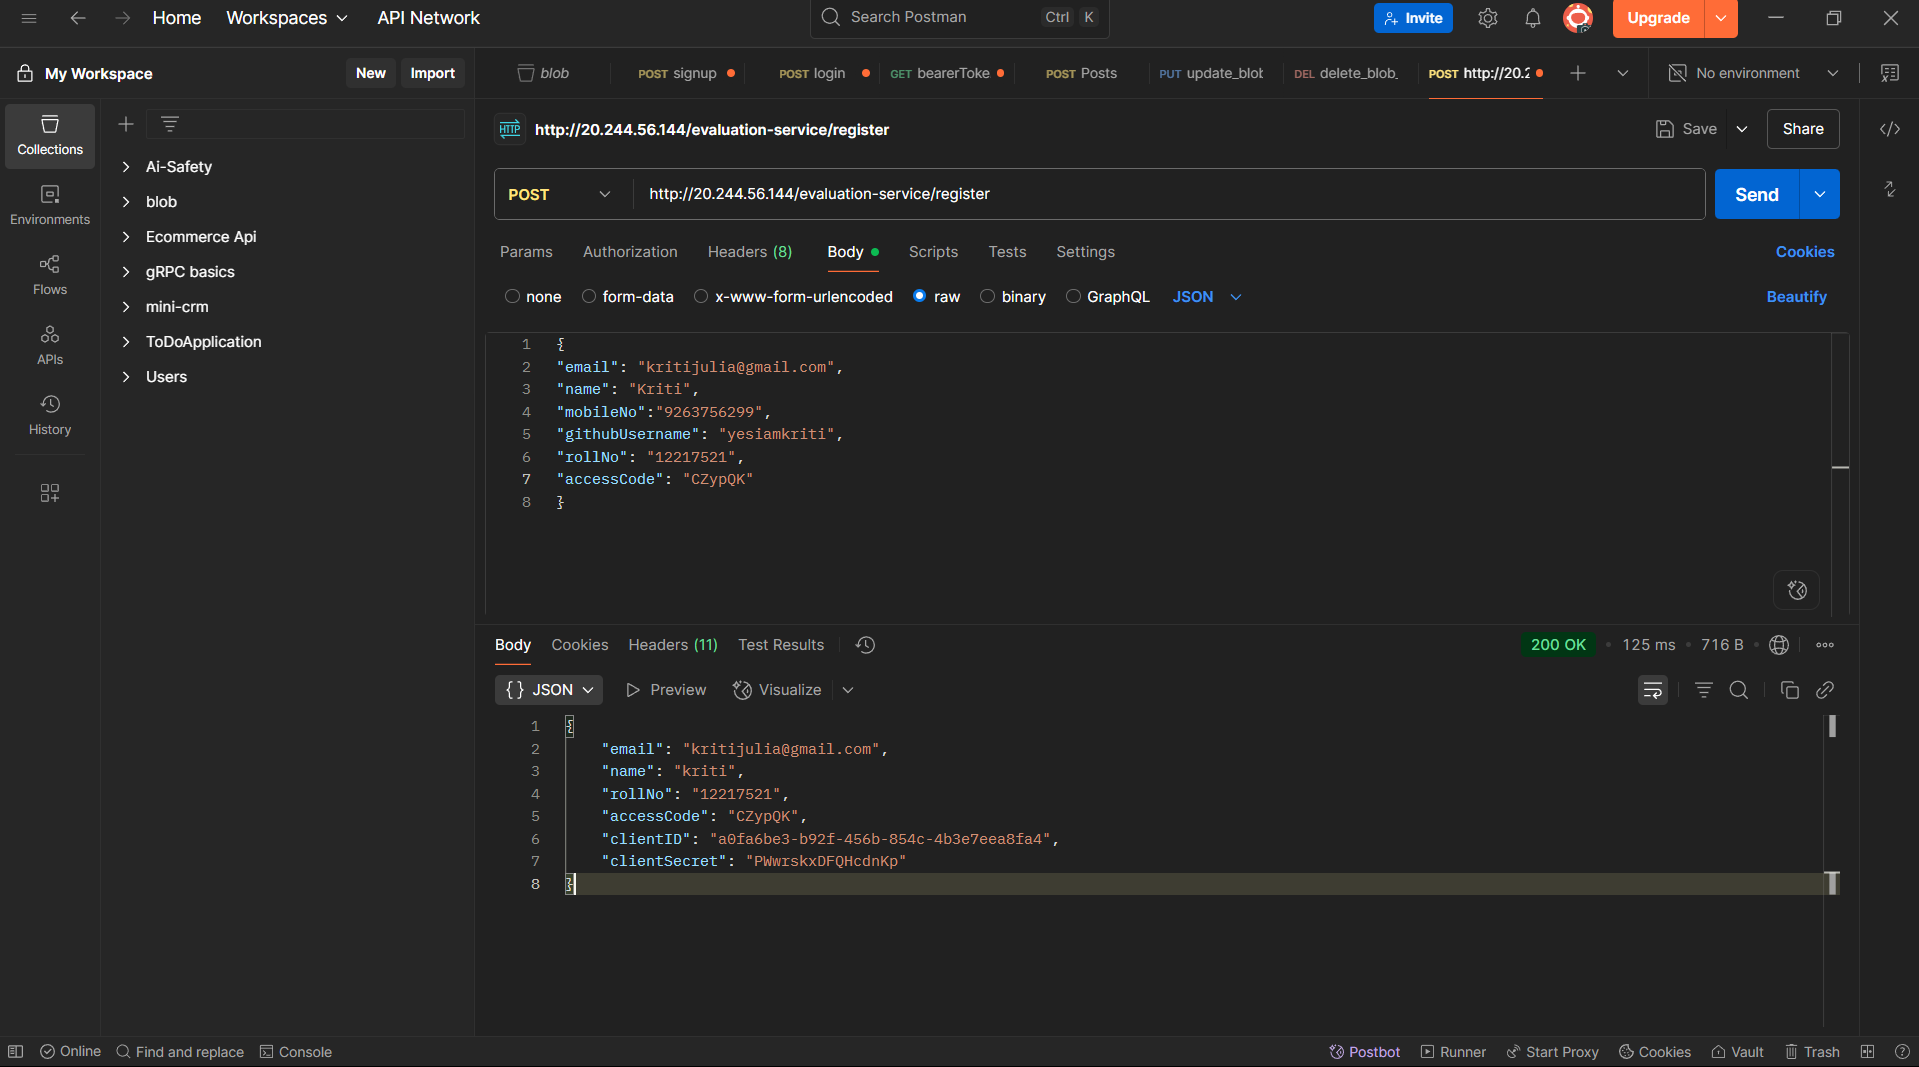 Home Workspaces API Network Search Postman Ctrl K Invite Upgrade
My Workspace New Import blob POST signup POST login GET bearerToke POST Posts PUT update_blob DEL delete_blob_ POST http://20.2 No environment
HTTP http://20.244.56.144/evaluation-service/register Save Share
Collections
Environments
Flows
APIs
History
Ai-Safety
blob
Ecommerce Api
gRPC basics
mini-crm
ToDoApplication
Users
POST http://20.244.56.144/evaluation-service/register Send
Params Authorization Headers (8) Body Scripts Tests Settings Cookies
none form-data x-www-form-urlencoded raw binary GraphQL JSON Beautify
1 {
2 "email": "kritijulia@gmail.com",
3 "name": "Kriti",
4 "mobileNo":"9263756299",
5 "githubUsername": "yesiamkriti",
6 "rollNo": "12217521",
7 "accessCode": "CZypQK"
8 }
Body Cookies Headers (11) Test Results 200 OK 125 ms 716 B
{} JSON Preview Visualize
1 {
2 "email": "kritijulia@gmail.com",
3 "name": "kriti",
4 "rollNo": "12217521",
5 "accessCode": "CZypQK",
6 "clientID": "a0fa6be3-b92f-456b-854c-4b3e7eea8fa4",
7 "clientSecret": "PWwrskxDFQHcdnKp"
8 }
Online Find and replace Console Postbot Runner Start Proxy Cookies Vault Trash